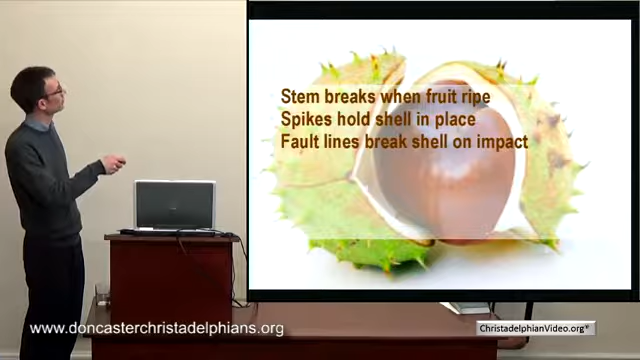 Stem breaks when fruit ripe
Spikes hold shell in place
Fault lines break shell on impact
www.doncasterchristadelphians.org
ChristadelphianVideo.org®